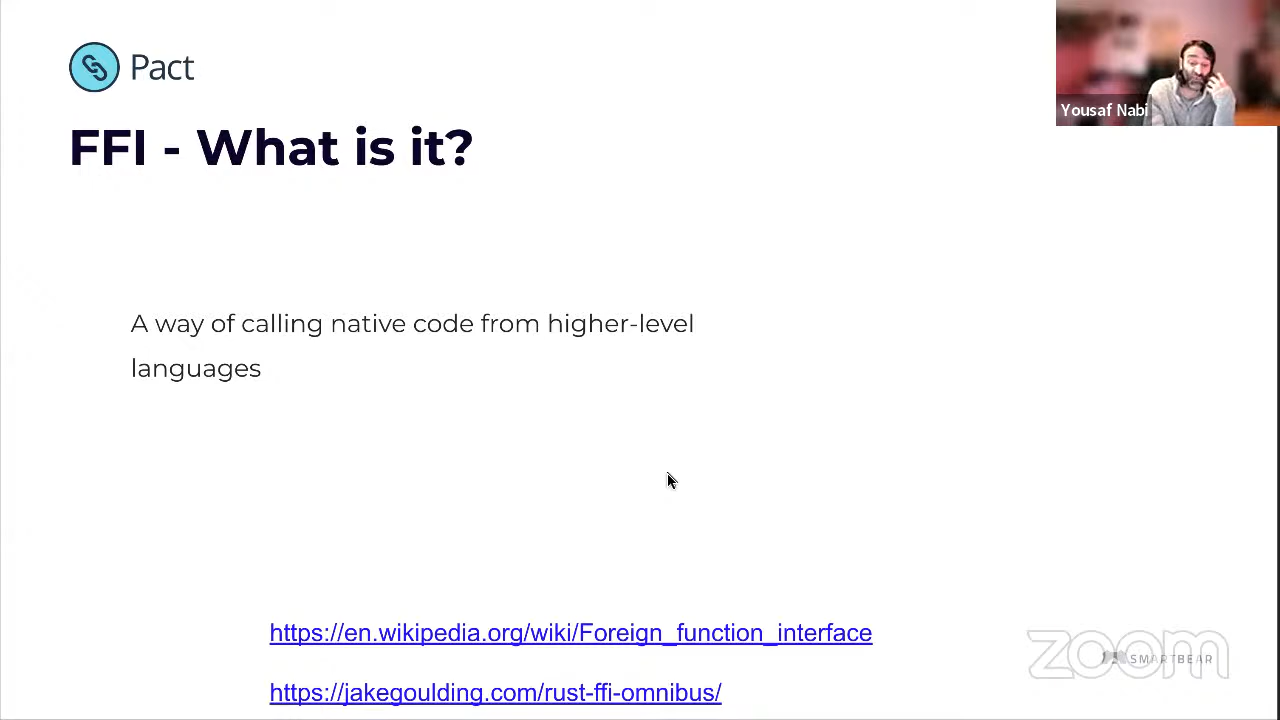 Pact
Yousaf Nabi
FFI - What is it?
A way of calling native code from higher-level
languages
https://en.wikipedia.org/wiki/Foreign_function_interface
https://jakegoulding.com/rust-ffi-omnibus/
zoom
SMARTBEAR